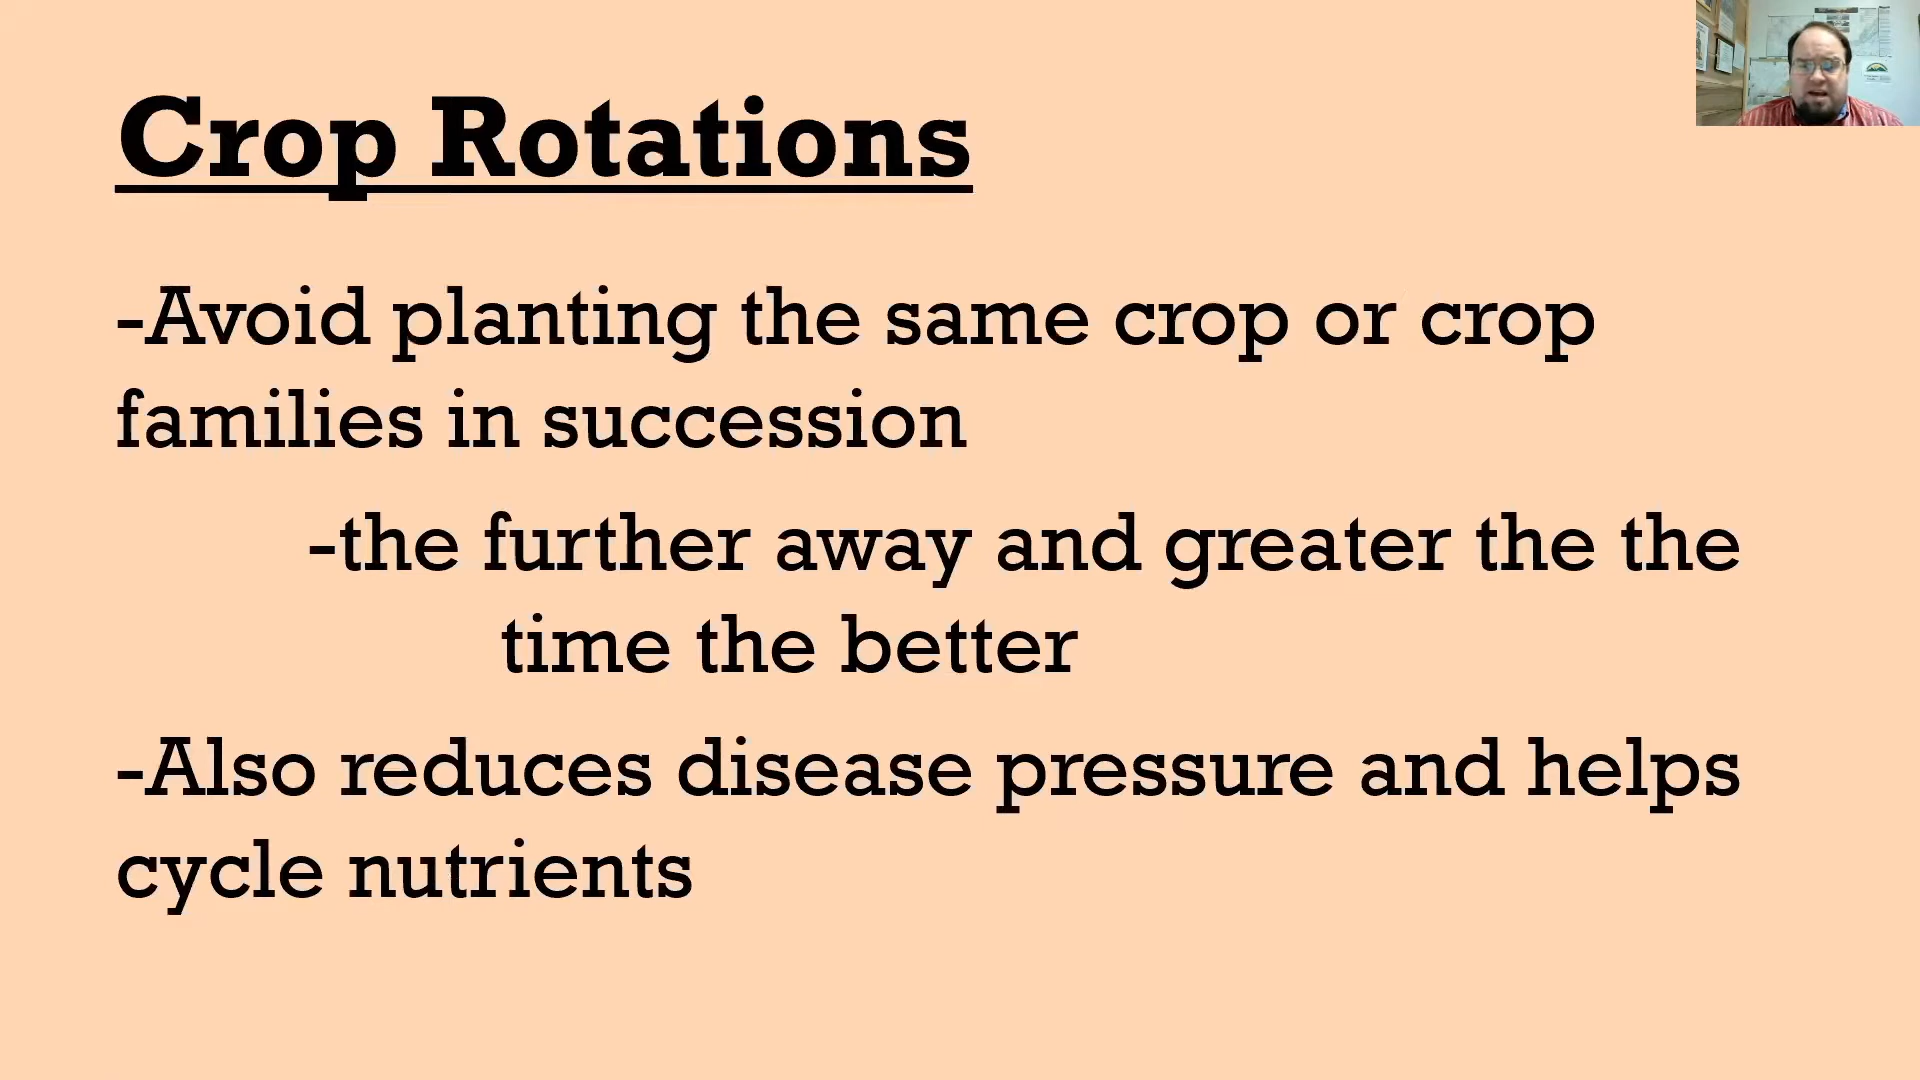 Crop Rotations
-Avoid planting the same crop or crop
families in succession
-the further away and greater the the
time the better
-Also reduces disease pressure and helps
cycle nutrients